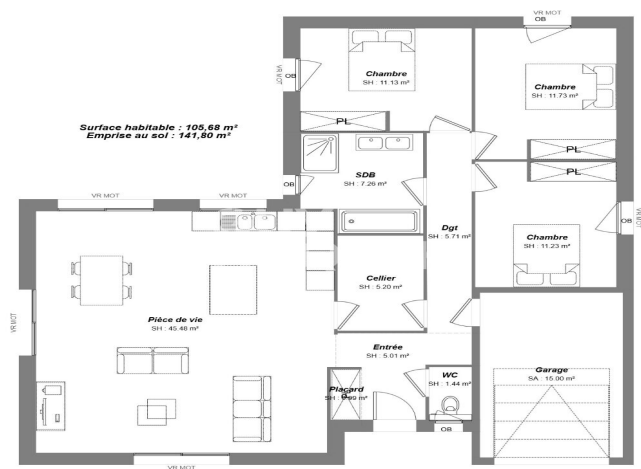 VR MOT
OB
VR MOT
OB
Chambre
SH : 11.13 m²
Chambre
SH : 11.73 m²
PL
Surface habitable : 105,68 m²
Emprise au sol : 141,80 m²
SDB
SH : 7.26 m²
PL
OB
VR MOT
VR MOT
VR MOT
OB
Dgt
SH : 5.71 m²
Chambre
SH : 11.23 m²
Cellier
SH : 5.20 m²
VR MOT
Pièce de vie
SH : 45.48 m²
Entrée
SH : 5.01 m²
WC
SH : 1.44 m²
Garage
SA : 15.00 m²
Placard
OB
VR MOT